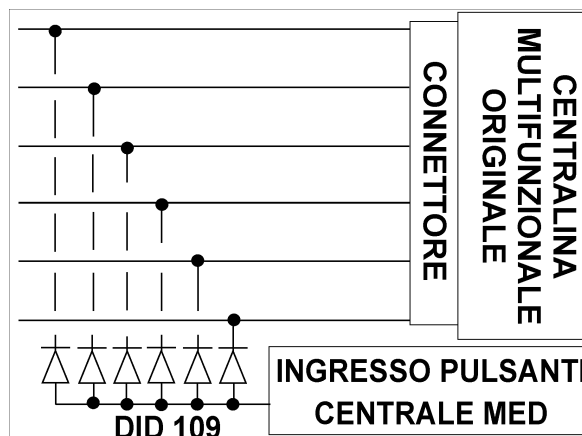 CONNETTORE
CENTRALINA
MULTIFUNZIONALE
ORIGINALE
INGRESSO PULSANTI
CENTRALE MED
DID 109